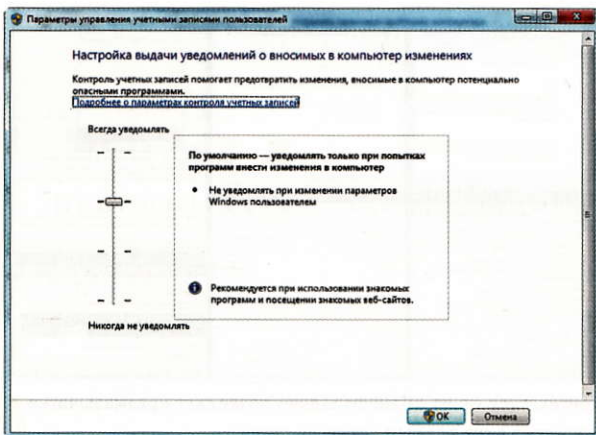 Параметры управления учетными записями пользователей
Настройка выдачи уведомлений о вносимых в компьютер изменениях
Контроль учетных записей помогает предотвратить изменения, вносимые в компьютер потенциально
опасными программами.
Подробнее о параметрах контроля учетных записей
Всегда уведомлять
По умолчанию — уведомлять только при попытках
программ внести изменения в компьютер
• Не уведомлять при изменении параметров
Windows пользователем
Рекомендуется при использовании знакомых
программ и посещении знакомых веб-сайтов.
Никогда не уведомлять
OK
Отмена